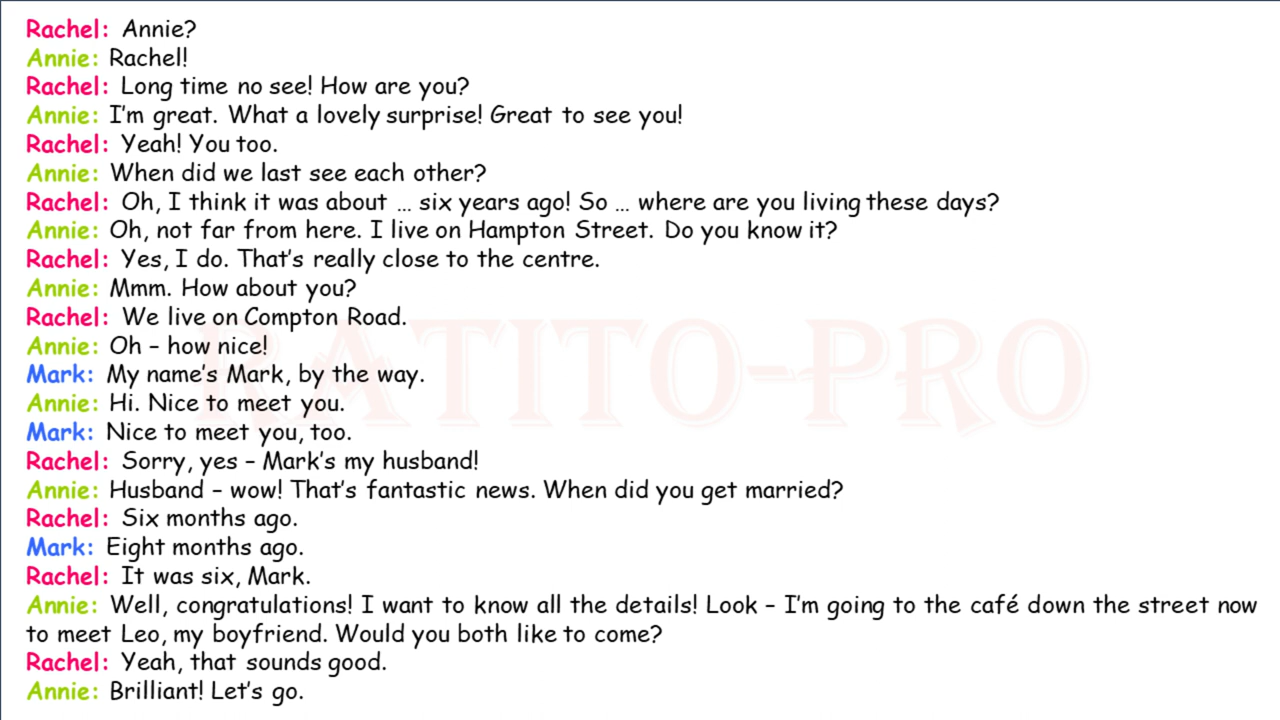 Rachel: Annie?
Annie: Rachel!
Rachel: Long time no see! How are you?
Annie: I'm great. What a lovely surprise! Great to see you!
Rachel: Yeah! You too.
Annie: When did we last see each other?
Rachel: Oh, I think it was about … six years ago! So … where are you living these days?
Annie: Oh, not far from here. I live on Hampton Street. Do you know it?
Rachel: Yes, I do. That's really close to the centre.
Annie: Mmm. How about you?
Rachel: We live on Compton Road.
Annie: Oh – how nice!
Mark: My name's Mark, by the way.
Annie: Hi. Nice to meet you.
Mark: Nice to meet you, too.
Rachel: Sorry, yes – Mark's my husband!
Annie: Husband – wow! That's fantastic news. When did you get married?
Rachel: Six months ago.
Mark: Eight months ago.
Rachel: It was six, Mark.
Annie: Well, congratulations! I want to know all the details! Look – I'm going to the café down the street now
to meet Leo, my boyfriend. Would you both like to come?
Rachel: Yeah, that sounds good.
Annie: Brilliant! Let's go.
RATITO-PRO